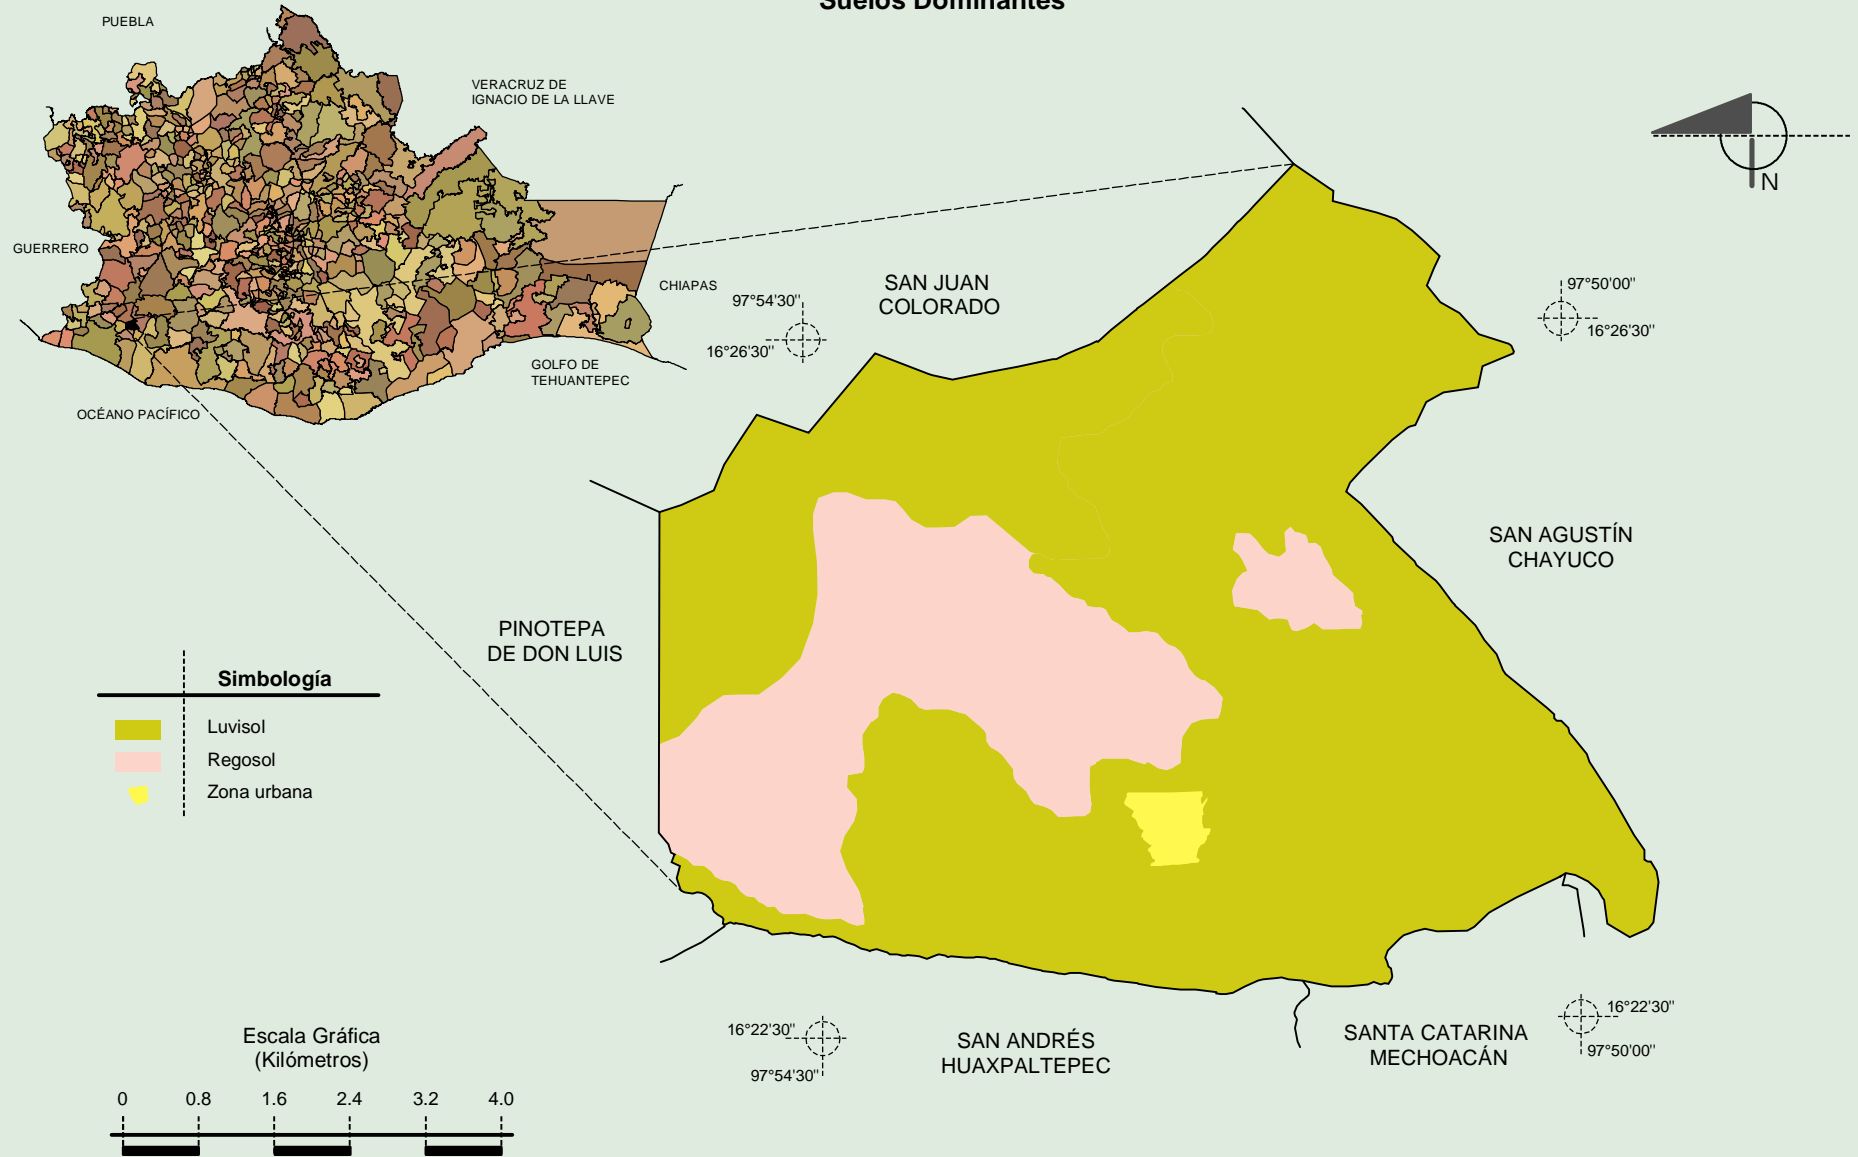 Suelos Dominantes
PUEBLA
VERACRUZ DE
IGNACIO DE LA LLAVE
GUERRERO
CHIAPAS
GOLFO DE
TEHUANTEPEC
OCÉANO PACÍFICO
N
SAN JUAN
COLORADO
97°54'30"
16°26'30"
97°50'00"
16°26'30"
SAN AGUSTÍN
CHAYUCO
PINOTEPA
DE DON LUIS
Simbología
Luvisol
Regosol
Zona urbana
16°22'30"
97°54'30"
SAN ANDRÉS
HUAXPALTEPEC
SANTA CATARINA
MECHOACÁN
16°22'30"
97°50'00"
Escala Gráfica
(Kilómetros)
0 0.8 1.6 2.4 3.2 4.0